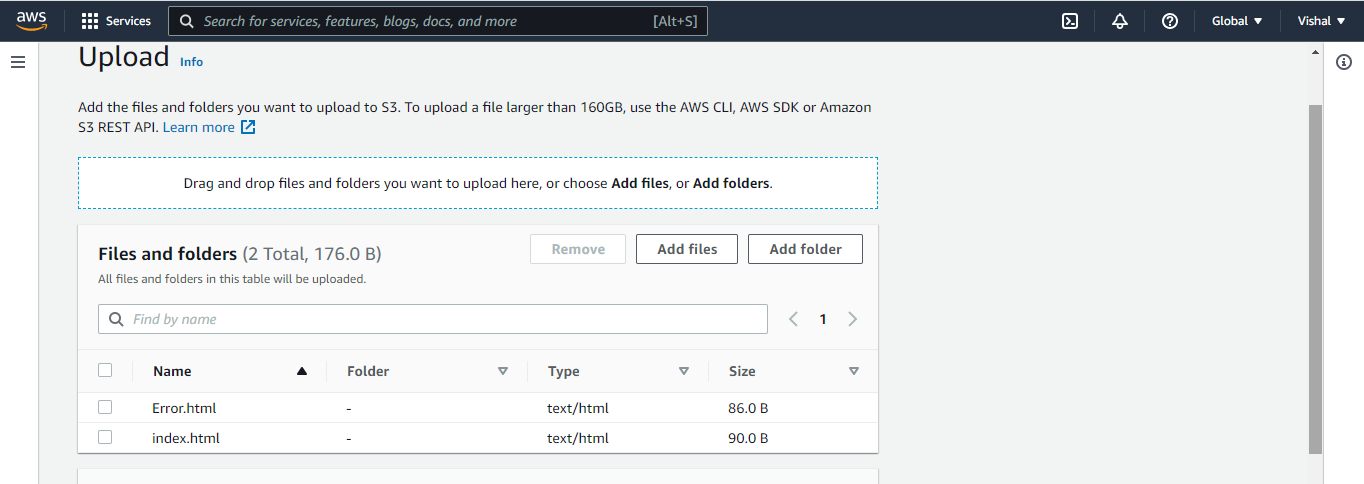 aws Services Search for services, features, blogs, docs, and more [Alt+S] Global Vishal
Upload Info
Add the files and folders you want to upload to S3. To upload a file larger than 160GB, use the AWS CLI, AWS SDK or Amazon
S3 REST API. Learn more
Drag and drop files and folders you want to upload here, or choose Add files, or Add folders.
Files and folders (2 Total, 176.0 B) Remove Add files Add folder
All files and folders in this table will be uploaded.
Find by name 1
Name Folder Type Size
Error.html - text/html 86.0 B
index.html - text/html 90.0 B